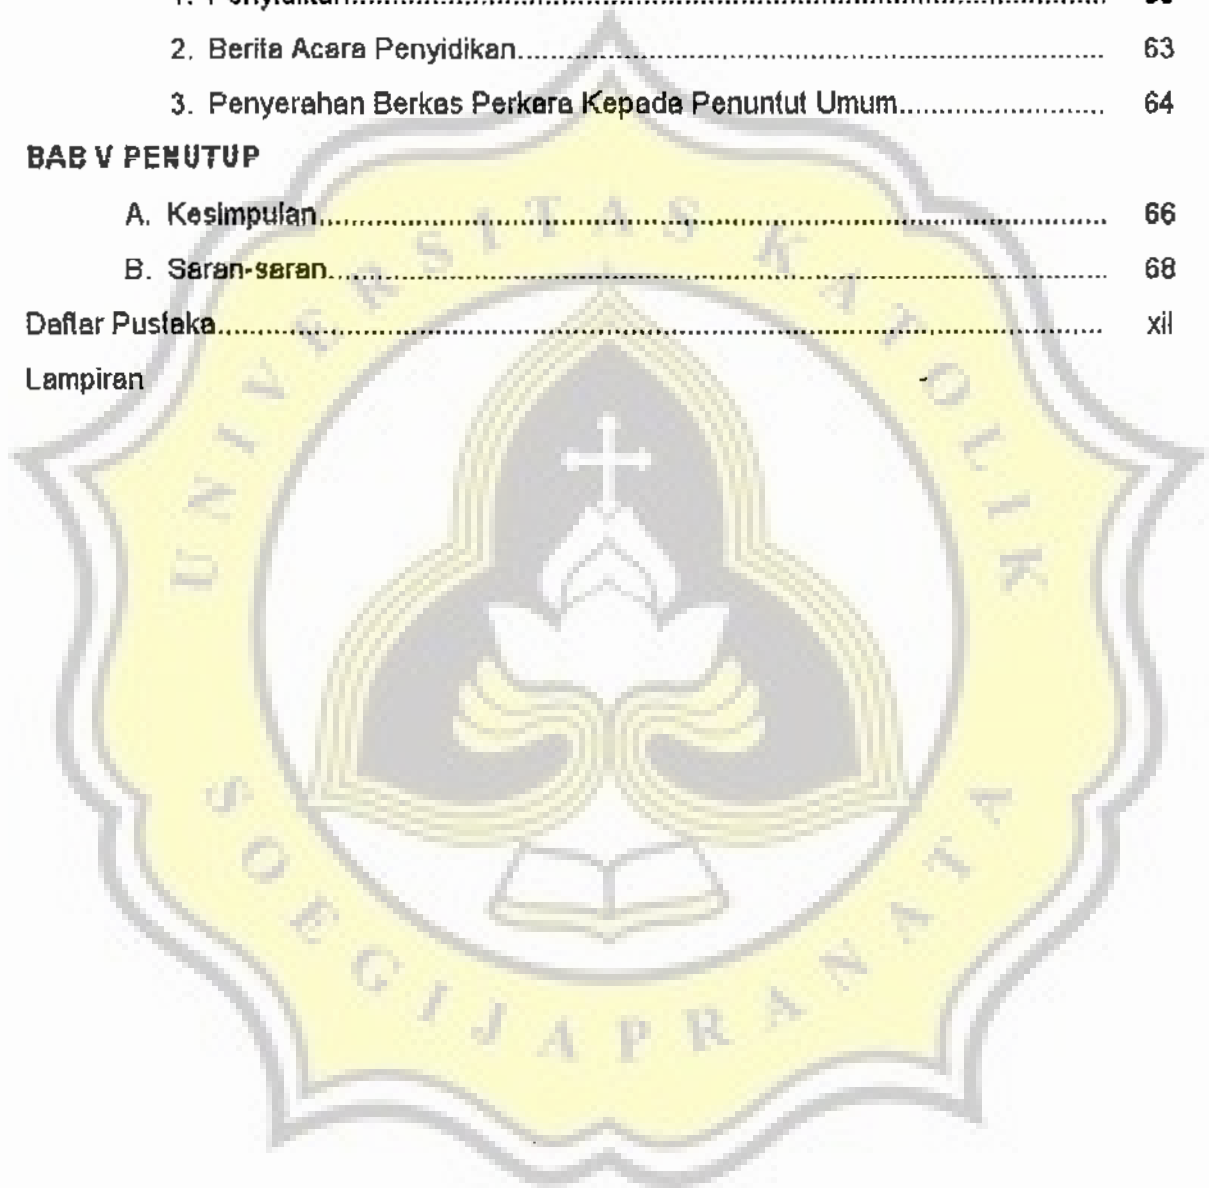 2. Berita Acara Penyidikan.................................................................... 63
3. Penyerahan Berkas Perkara Kepada Penuntut Umum........................ 64
BAB V PENUTUP
A. Kesimpulan.......................................................................................... 66
B. Saran-saran.......................................................................................... 68
Daftar Pustaka............................................................................................ xii
Lampiran
UNIVERSITAS KATOLIK
SOEGIJAPRANATA